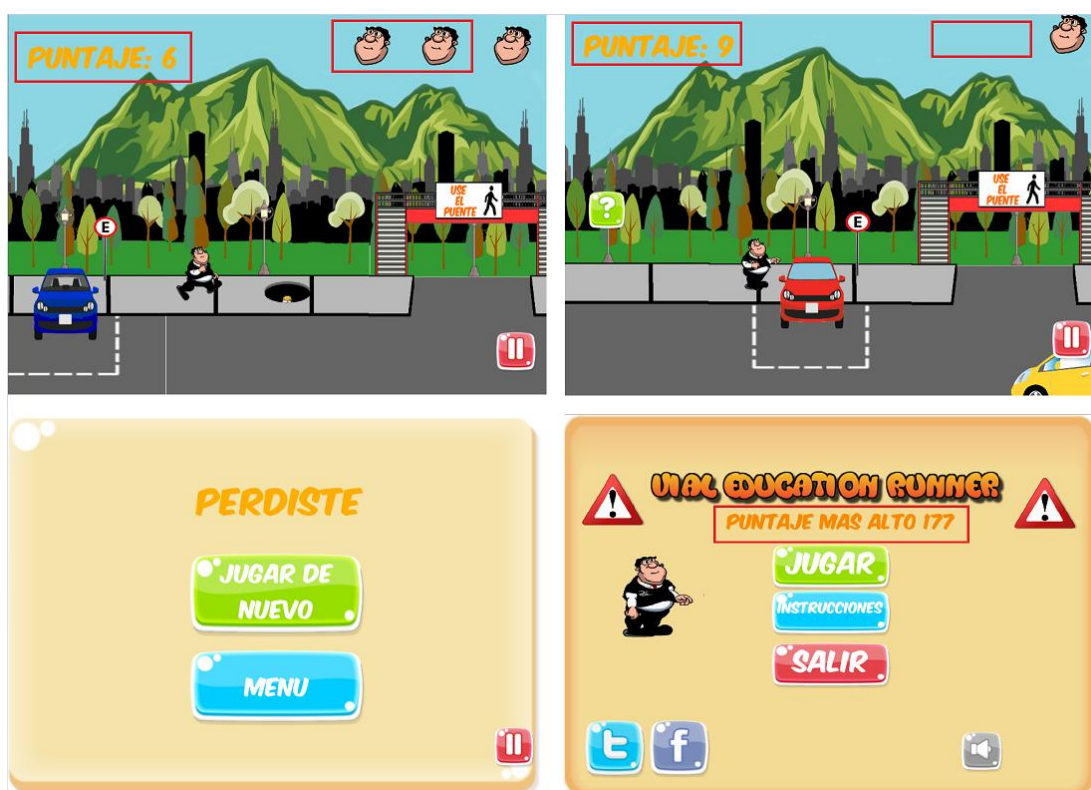 PUNTAJE: 6
USE
EL
PUENTE
E
PUNTAJE: 9
USE
EL
PUENTE
?
E
PERDISTE
JUGAR DE
NUEVO
MENU
VIAL EDUCATION RUNNER
PUNTAJE MAS ALTO 177
JUGAR
INSTRUCCIONES
SALIR